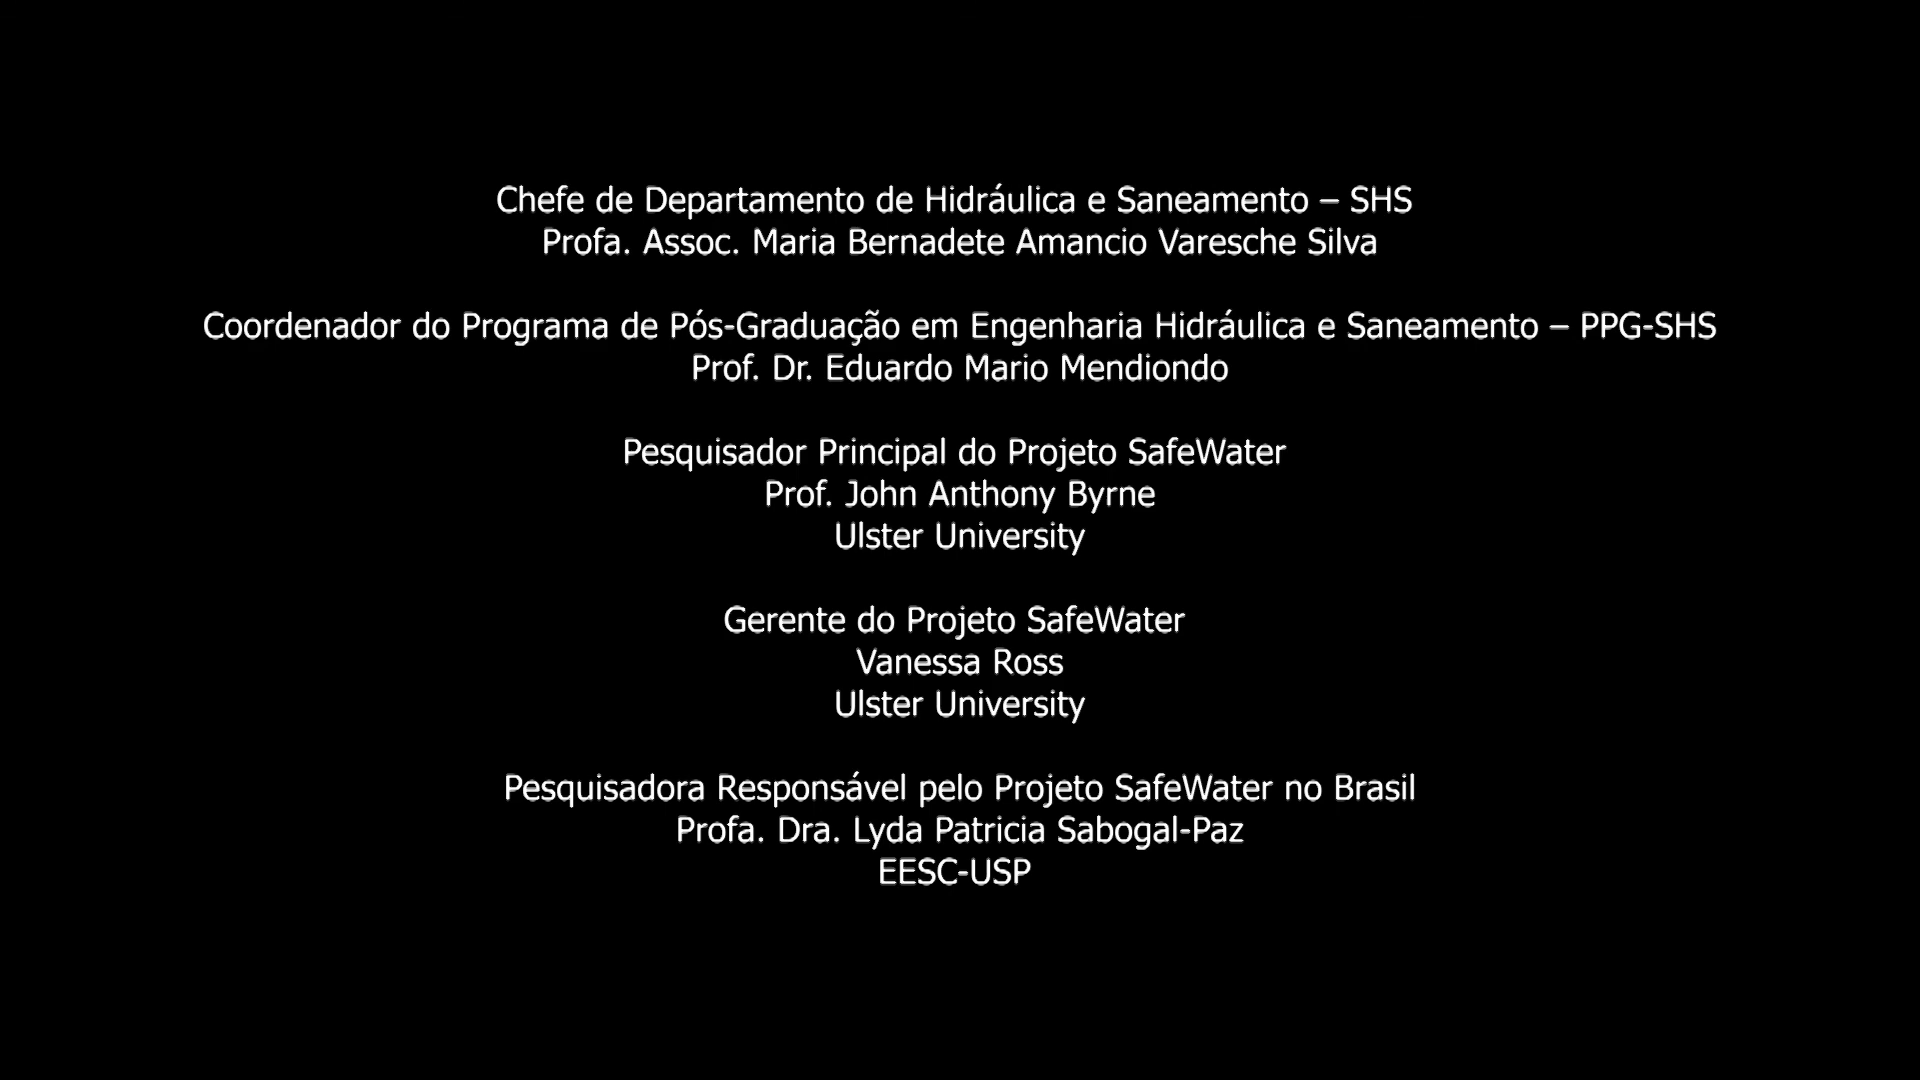 Chefe de Departamento de Hidráulica e Saneamento – SHS
Profa. Assoc. Maria Bernadete Amancio Varesche Silva
Coordenador do Programa de Pós-Graduação em Engenharia Hidráulica e Saneamento – PPG-SHS
Prof. Dr. Eduardo Mario Mendiondo
Pesquisador Principal do Projeto SafeWater
Prof. John Anthony Byrne
Ulster University
Gerente do Projeto SafeWater
Vanessa Ross
Ulster University
Pesquisadora Responsável pelo Projeto SafeWater no Brasil
Profa. Dra. Lyda Patricia Sabogal-Paz
EESC-USP